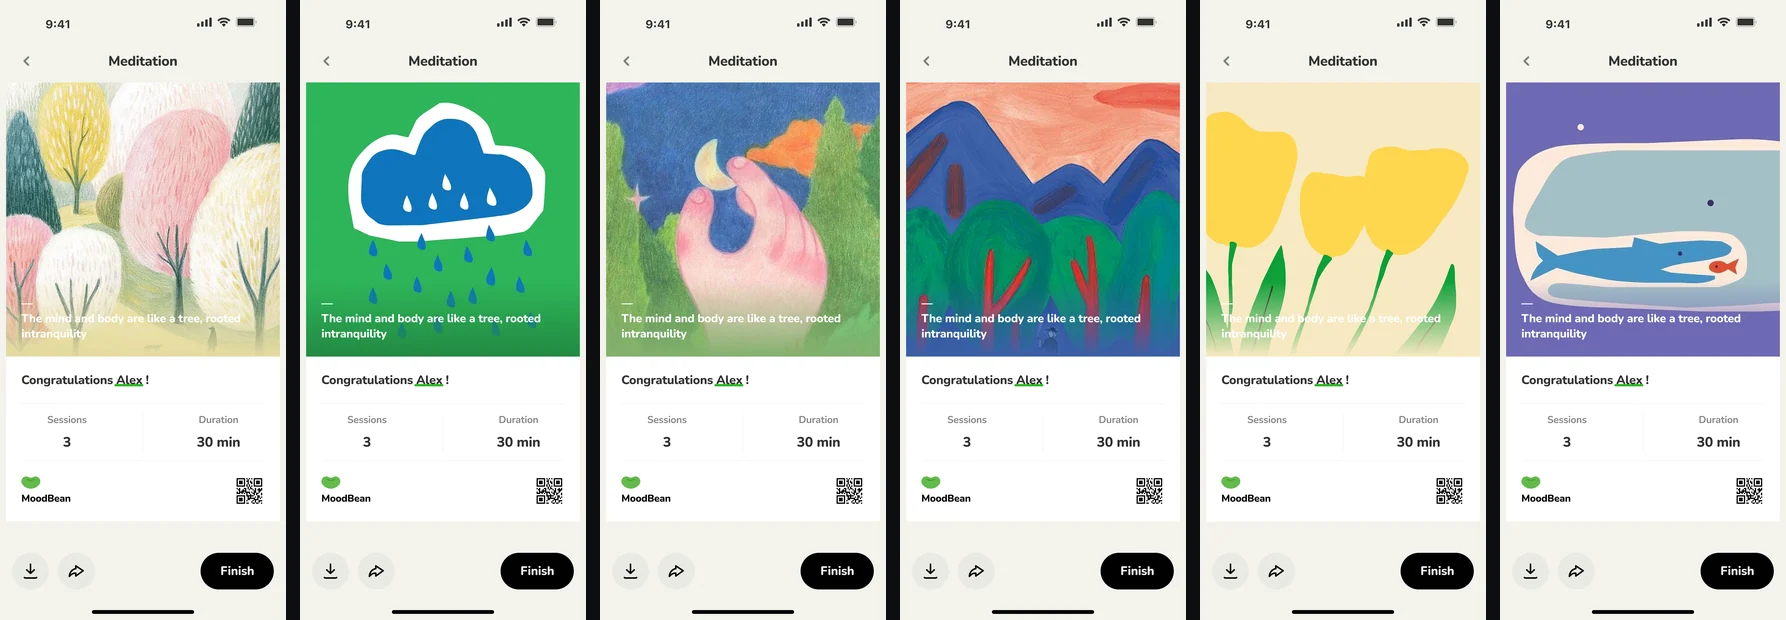 9:41
Meditation
The mind and body are like a tree, rooted
intranquility
Congratulations Alex !
Sessions
Duration
3
30 min
MoodBean
Finish
9:41
Meditation
The mind and body are like a tree, rooted
intranquility
Congratulations Alex !
Sessions
Duration
3
30 min
MoodBean
Finish
9:41
Meditation
The mind and body are like a tree, rooted
intranquility
Congratulations Alex !
Sessions
Duration
3
30 min
MoodBean
Finish
9:41
Meditation
The mind and body are like a tree, rooted
intranquility
Congratulations Alex !
Sessions
Duration
3
30 min
MoodBean
Finish
9:41
Meditation
The mind and body are like a tree, rooted
intranquility
Congratulations Alex !
Sessions
Duration
3
30 min
MoodBean
Finish
9:41
Meditation
The mind and body are like a tree, rooted
intranquility
Congratulations Alex !
Sessions
Duration
3
30 min
MoodBean
Finish